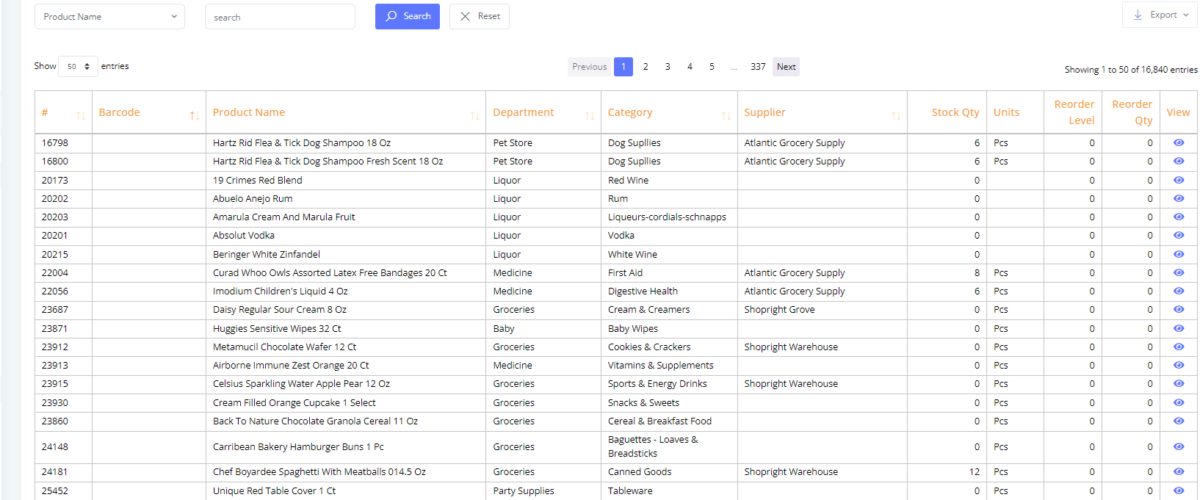 Product Name search Search Reset Export
Show 50 entries Previous 1 2 3 4 5 ... 337 Next Showing 1 to 50 of 16,840 entries
# Barcode Product Name Department Category Supplier Stock Qty Units Reorder Level Reorder Qty View
16798 Hartz Rid Flea & Tick Dog Shampoo 18 Oz Pet Store Dog Supllies Atlantic Grocery Supply 6 Pcs 0 0
16800 Hartz Rid Flea & Tick Dog Shampoo Fresh Scent 18 Oz Pet Store Dog Supllies Atlantic Grocery Supply 6 Pcs 0 0
20173 19 Crimes Red Blend Liquor Red Wine 0 0 0
20202 Abuelo Anejo Rum Liquor Rum 0 0 0
20203 Amarula Cream And Marula Fruit Liquor Liqueurs-cordials-schnapps 0 0 0
20201 Absolut Vodka Liquor Vodka 0 0 0
20215 Beringer White Zinfandel Liquor White Wine 0 0 0
22004 Curad Whoo Owls Assorted Latex Free Bandages 20 Ct Medicine First Aid Atlantic Grocery Supply 8 Pcs 0 0
22056 Imodium Children's Liquid 4 Oz Medicine Digestive Health Atlantic Grocery Supply 6 Pcs 0 0
23687 Daisy Regular Sour Cream 8 Oz Groceries Cream & Creamers Shopright Grove 0 Pcs 0 0
23871 Huggies Sensitive Wipes 32 Ct Baby Baby Wipes 0 Pcs 0 0
23912 Metamucil Chocolate Wafer 12 Ct Groceries Cookies & Crackers Shopright Warehouse 0 Pcs 0 0
23913 Airborne Immune Zest Orange 20 Ct Medicine Vitamins & Supplements 0 Pcs 0 0
23915 Celsius Sparkling Water Apple Pear 12 Oz Groceries Sports & Energy Drinks Shopright Warehouse 0 Pcs 0 0
23930 Cream Filled Orange Cupcake 1 Select Groceries Snacks & Sweets 0 Pcs 0 0
23860 Back To Nature Chocolate Granola Cereal 11 Oz Groceries Cereal & Breakfast Food 0 Pcs 0 0
24148 Carribean Bakery Hamburger Buns 1 Pc Groceries Baguettes - Loaves & Breadsticks 0 Pcs 0 0
24181 Chef Boyardee Spaghetti With Meatballs 014.5 Oz Groceries Canned Goods Shopright Warehouse 12 Pcs 0 0
25452 Unique Red Table Cover 1 Ct Party Supplies Tableware 0 Pcs 0 0